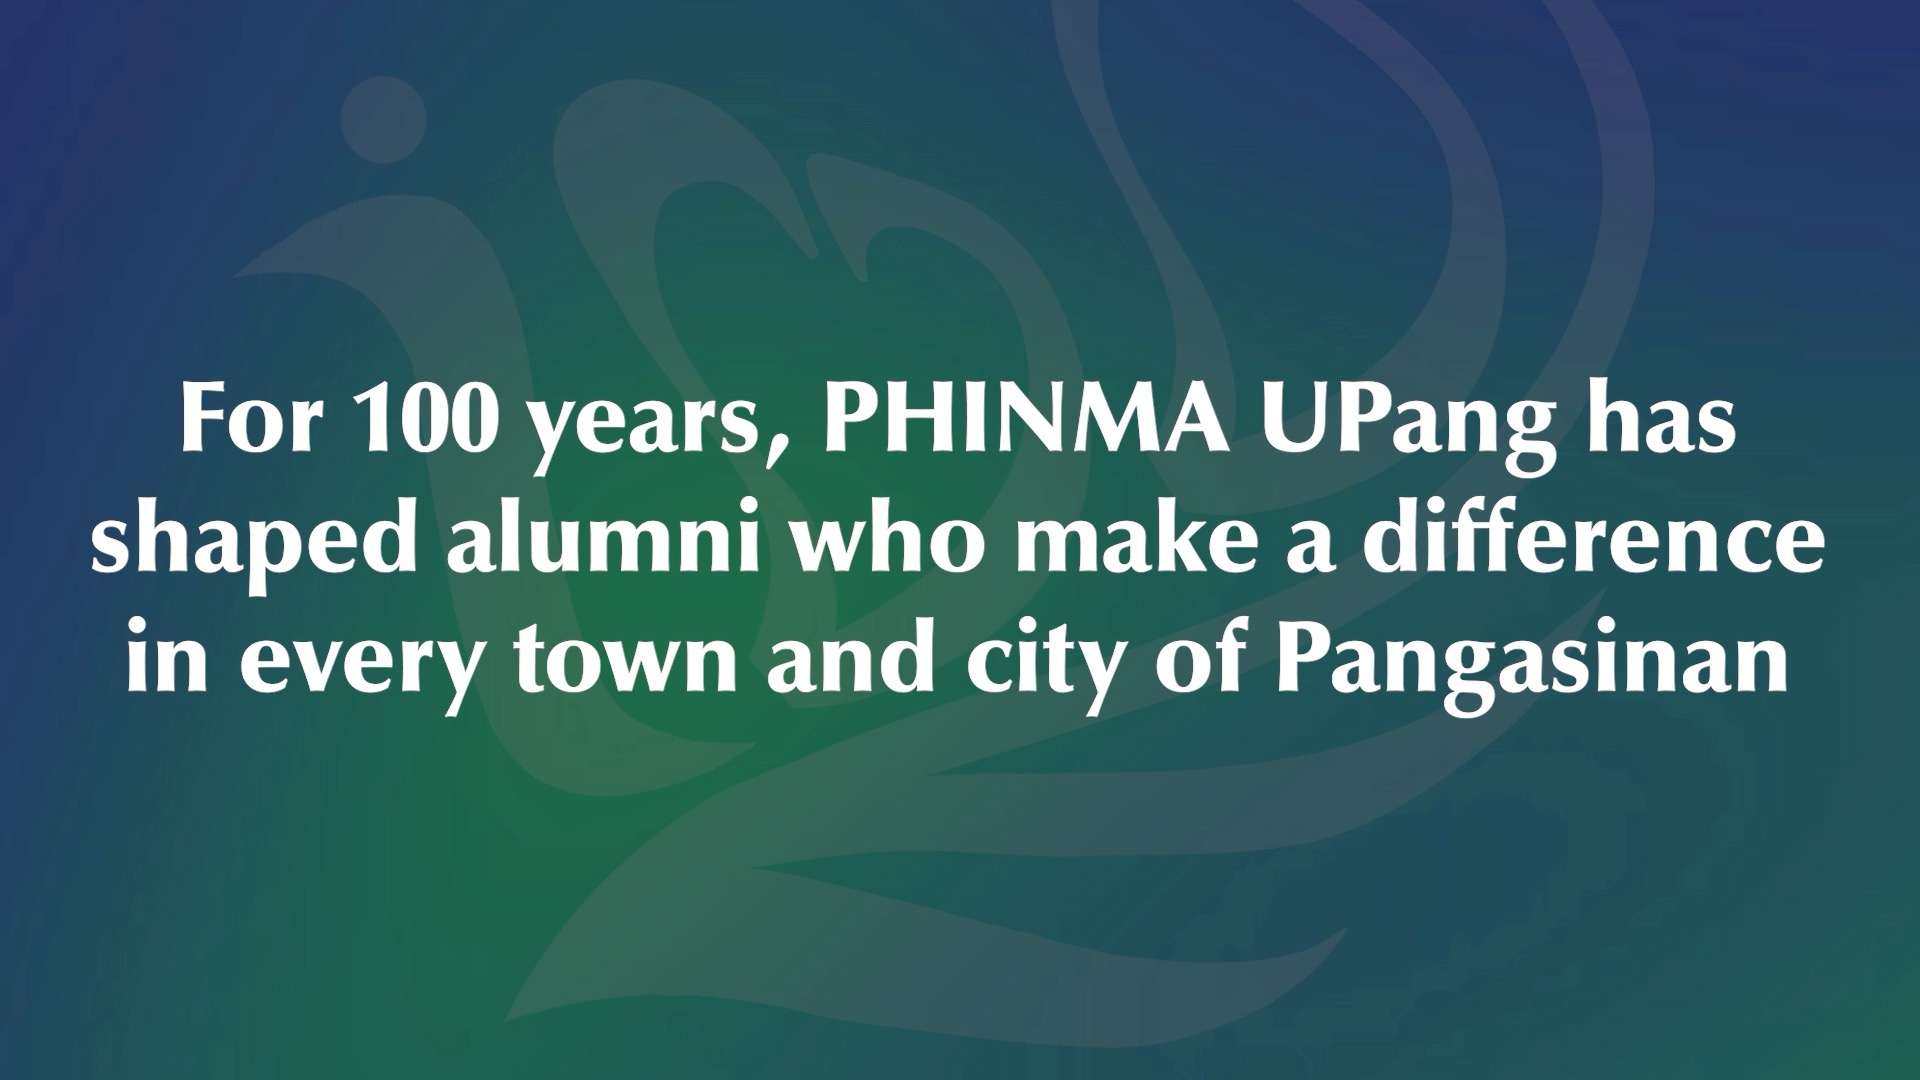 For 100 years, PHINMA UPang has
shaped alumni who make a difference
in every town and city of Pangasinan